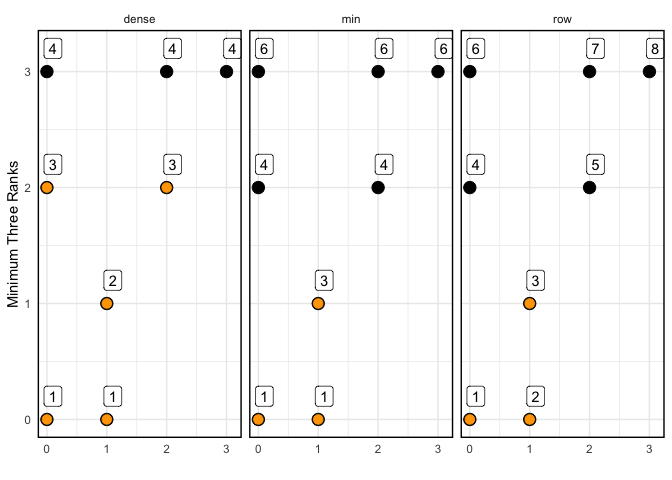 dense min row
4 4 4 6 6 6 6 7 8
3
3 3 4 4 4 5
2
Minimum Three Ranks
2 3 3
1
1 1 1 1 1 2
0
0 1 2 3 0 1 2 3 0 1 2 3